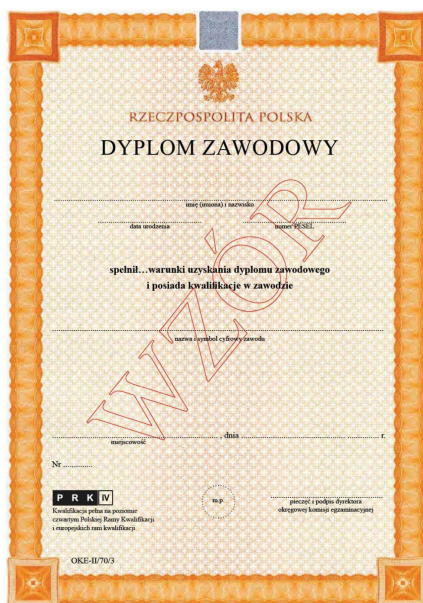 RZECZPOSPOLITA POLSKA
DYPLOM ZAWODOWY
imię (imiona) i nazwisko
data urodzenia
numer PESEL
spełnił...warunki uzyskania dyplomu zawodowego
i posiada kwalifikacje w zawodzie
WZÓR
nazwa i symbol cyfrowy zawodu
, dnia r.
miejscowość
Nr ..............
PRK IV
m.p.
Kwalifikacja pełna na poziomie
czwartym Polskiej Ramy Kwalifikacji
i europejskich ram kwalifikacji
pieczęć i podpis dyrektora
okręgowej komisji egzaminacyjnej
OKE-II/70/3